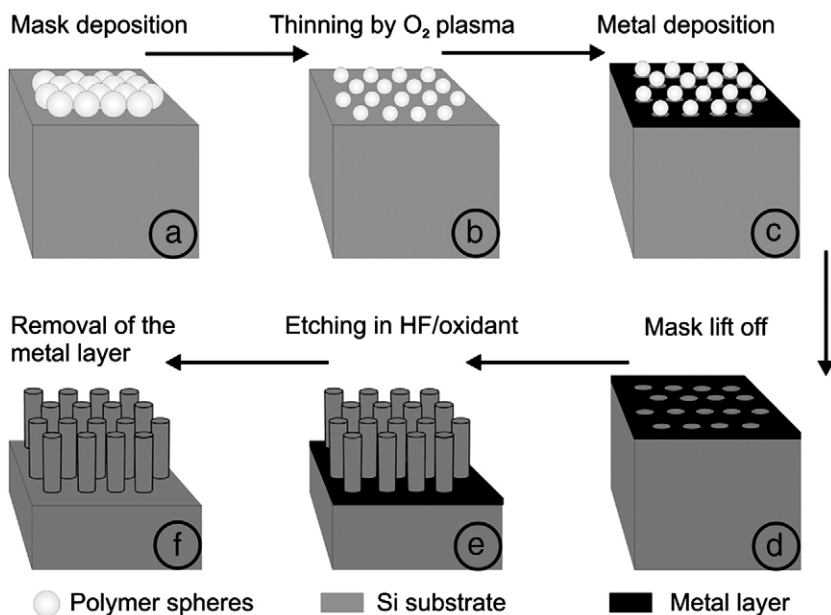 Mask deposition
Thinning by O₂ plasma
Metal deposition
a
b
c
Removal of the
metal layer
Etching in HF/oxidant
Mask lift off
f
e
d
Polymer spheres
Si substrate
Metal layer